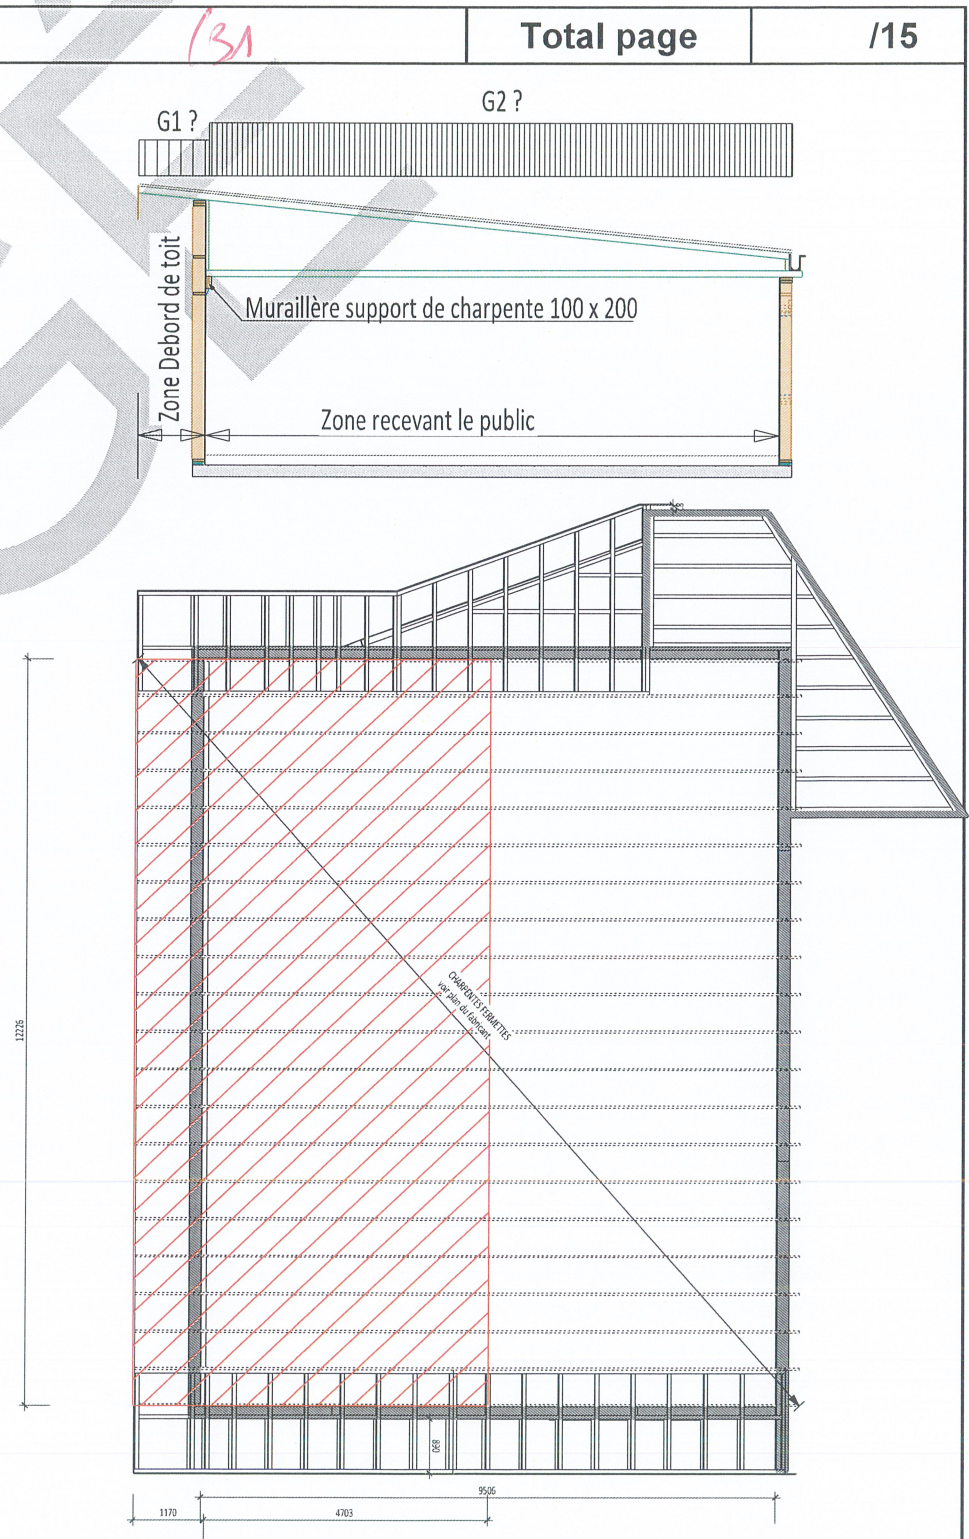 /31
Total page
/15
G1 ?
G2 ?
Zone Debord de toit
Muraillère support de charpente 100 x 200
Zone recevant le public
CHARPENTES FERMETTES
voir plan du fabricant
12226
890
9506
1170
4703